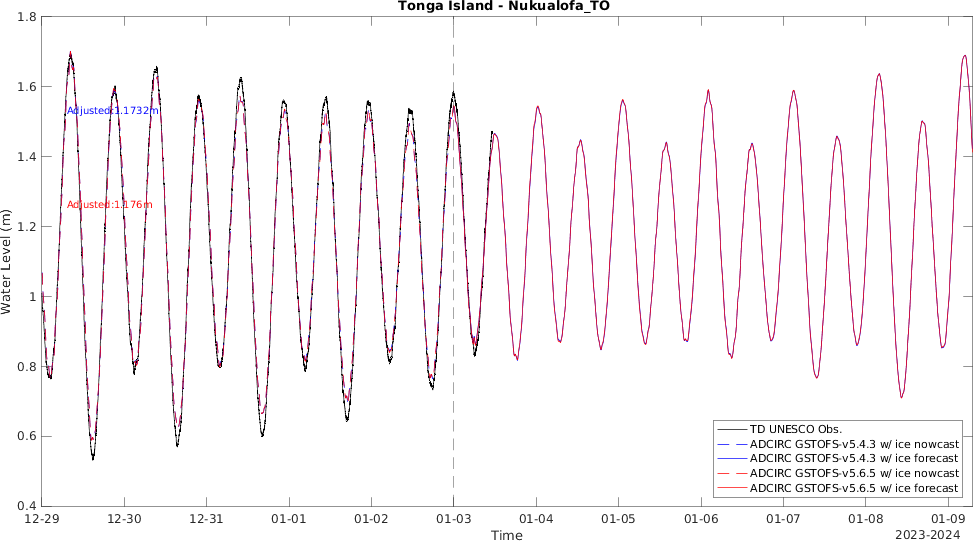 Tonga Island - Nukualofa_TO
1.8
1.6
1.4
1.2
1
0.8
0.6
0.4
Water Level (m)
Adjusted:1.1732m
Adjusted:1.176m
TD UNESCO Obs.
ADCIRC GSTOFS-v5.4.3 w/ ice nowcast
ADCIRC GSTOFS-v5.4.3 w/ ice forecast
ADCIRC GSTOFS-v5.6.5 w/ ice nowcast
ADCIRC GSTOFS-v5.6.5 w/ ice forecast
12-29 12-30 12-31 01-01 01-02 01-03 01-04 01-05 01-06 01-07 01-08 01-09
Time
2023-2024